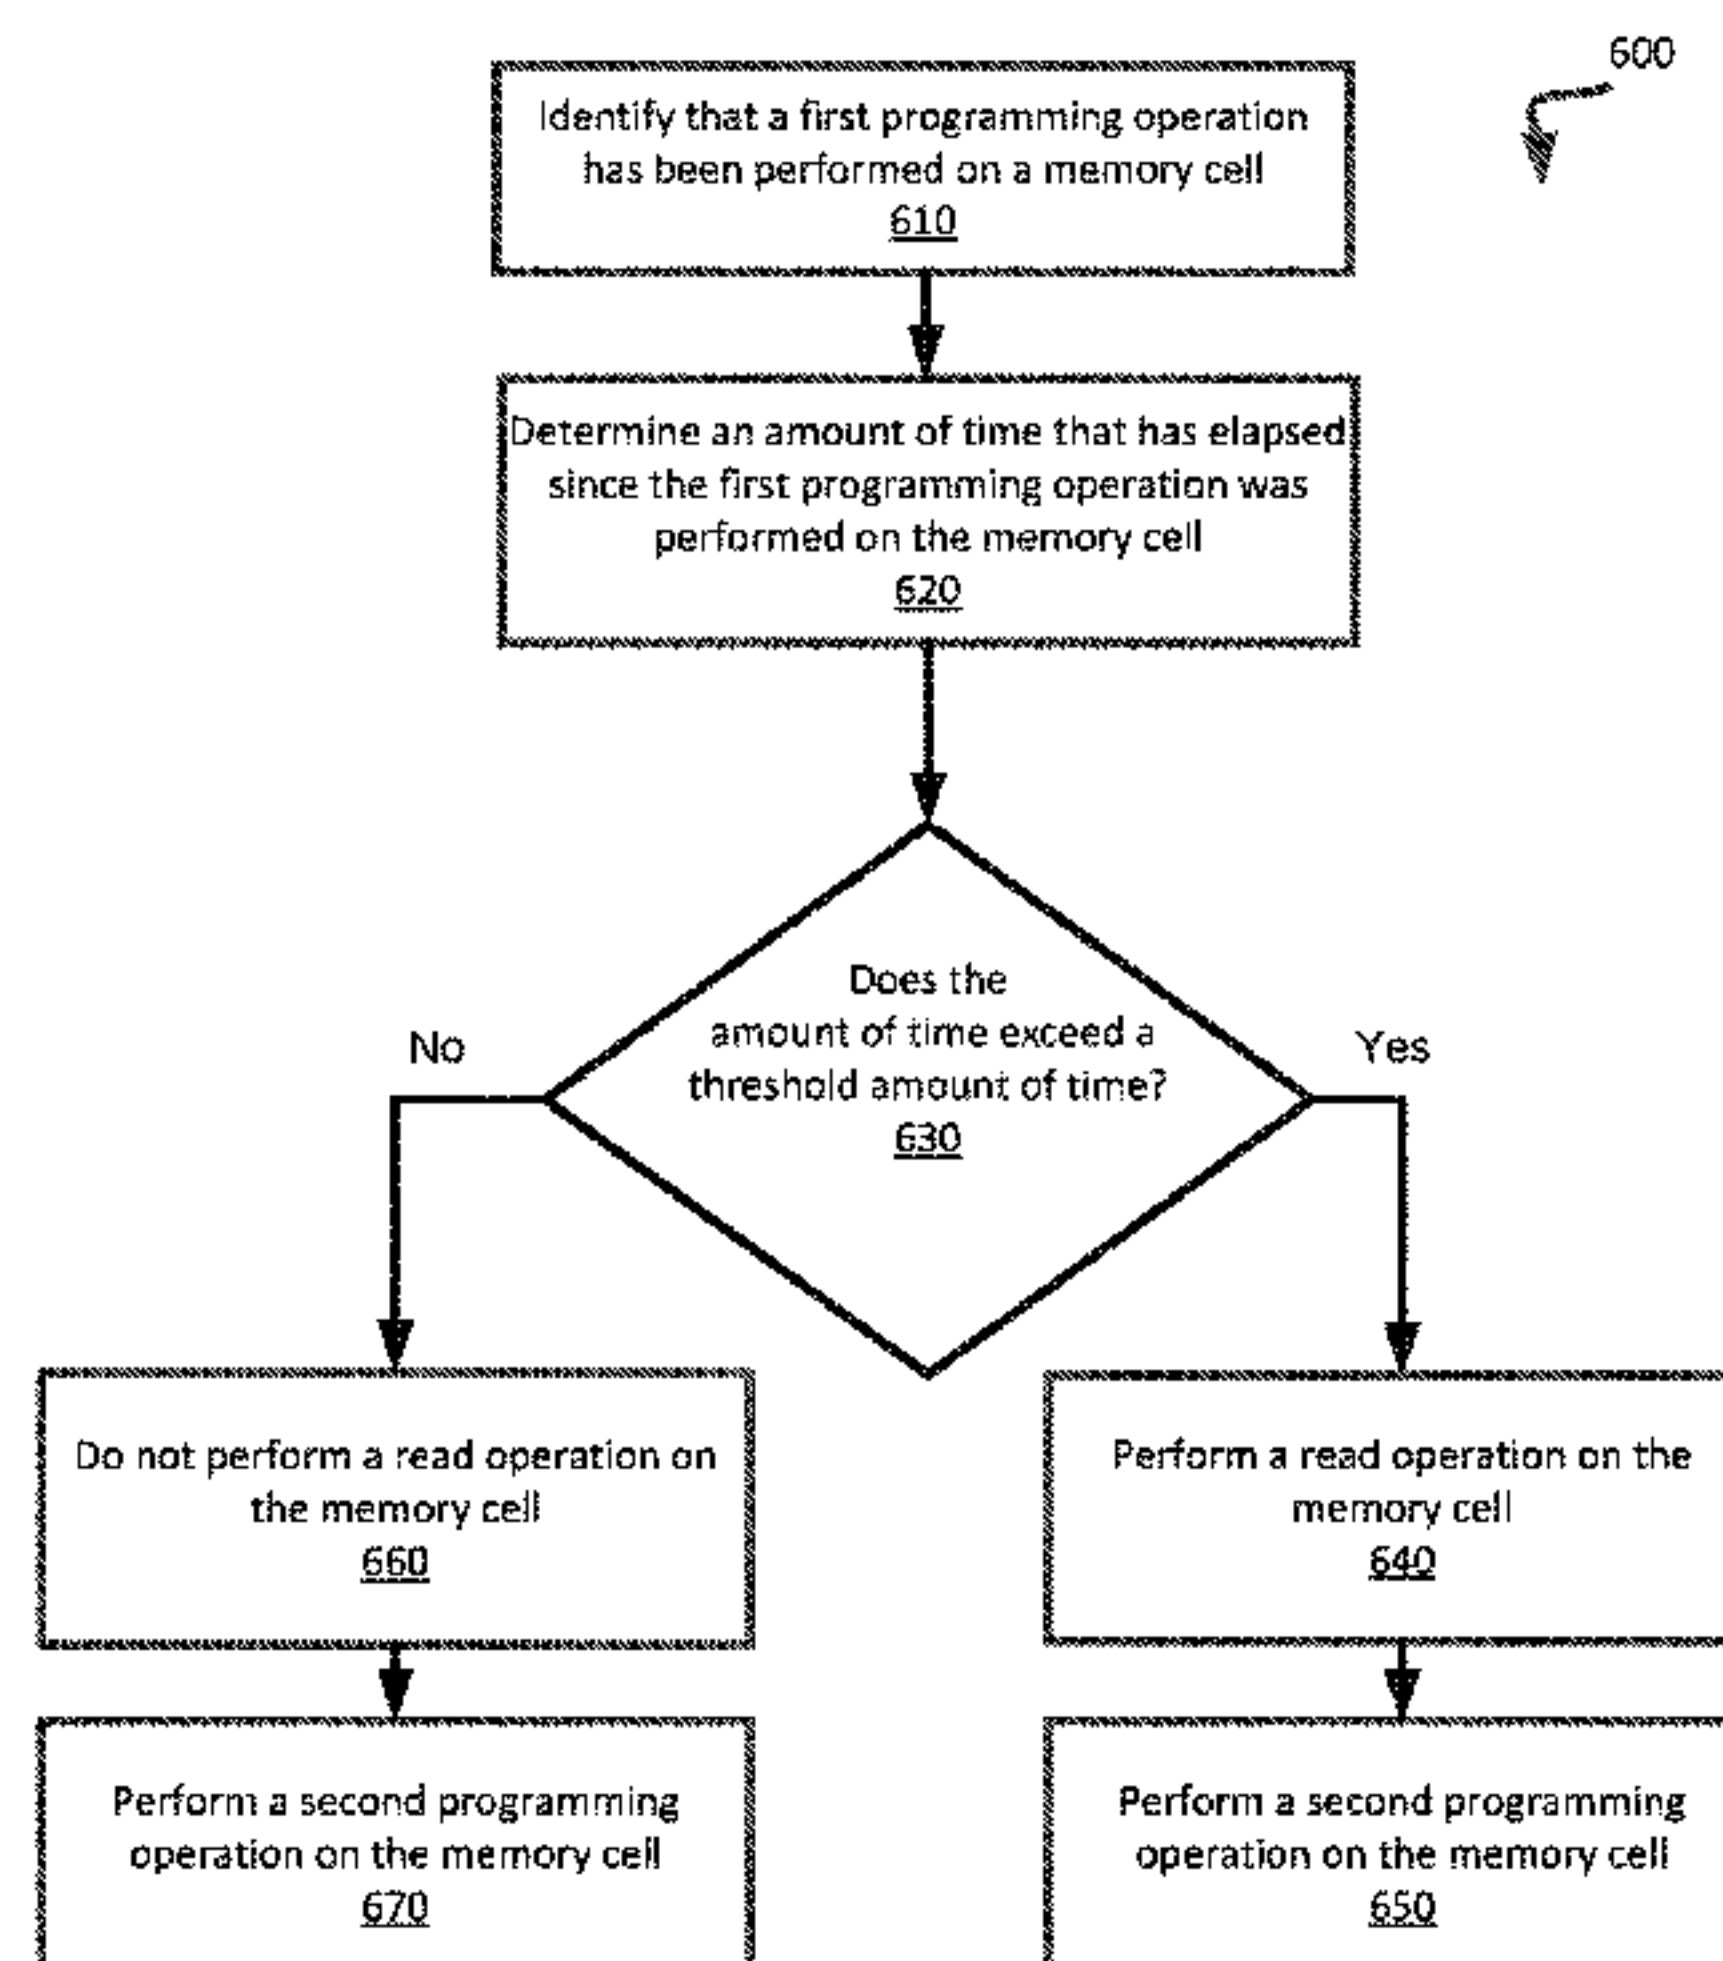 600
Identify that a first programming operation
has been performed on a memory cell
610
Determine an amount of time that has elapsed
since the first programming operation was
performed on the memory cell
620
Does the
amount of time exceed a
threshold amount of time?
630
No
Yes
Do not perform a read operation on
the memory cell
660
Perform a read operation on the
memory cell
640
Perform a second programming
operation on the memory cell
670
Perform a second programming
operation on the memory cell
650